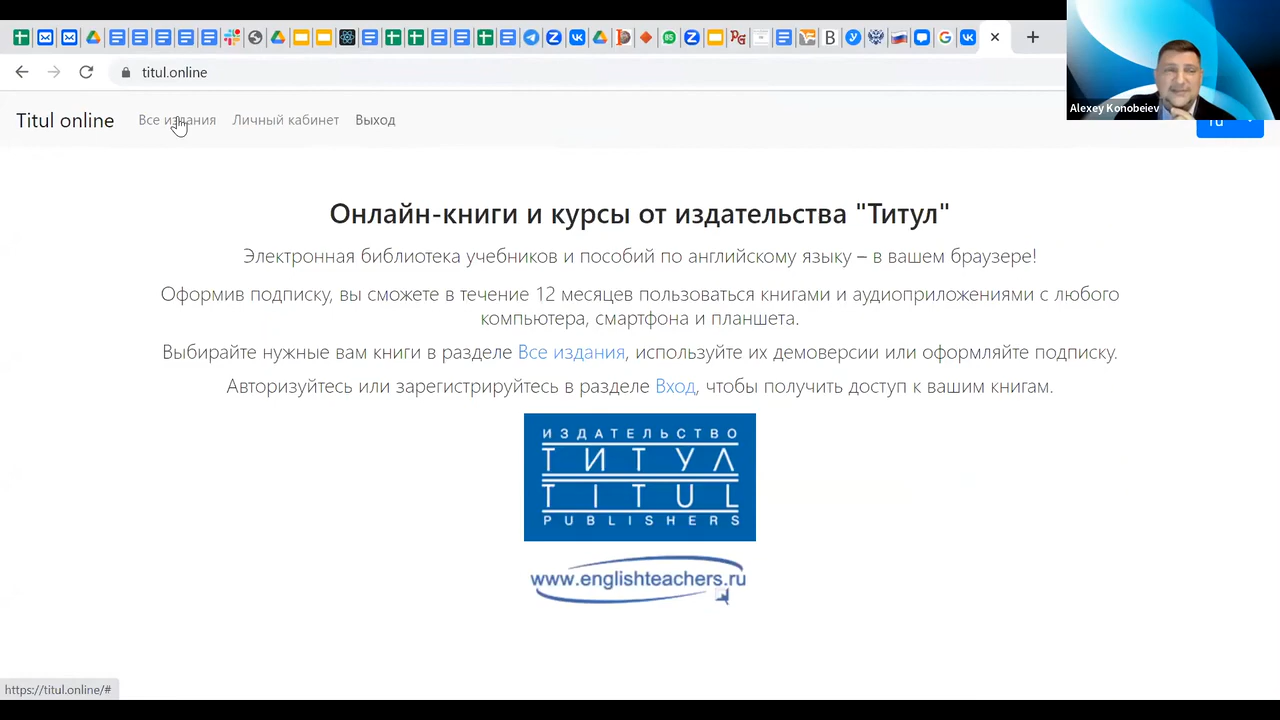 titul.online
Alexey Konobeiev
Titul online
Все издания
Личный кабинет
Выход
ru
Онлайн-книги и курсы от издательства "Титул"
Электронная библиотека учебников и пособий по английскому языку – в вашем браузере!
Оформив подписку, вы сможете в течение 12 месяцев пользоваться книгами и аудиоприложениями с любого
компьютера, смартфона и планшета.
Выбирайте нужные вам книги в разделе Все издания, используйте их демоверсии или оформляйте подписку.
Авторизуйтесь или зарегистрируйтесь в разделе Вход, чтобы получить доступ к вашим книгам.
ИЗДАТЕЛЬСТВО
ТИТУЛ
TITUL
PUBLISHERS
www.englishteachers.ru
https://titul.online/#